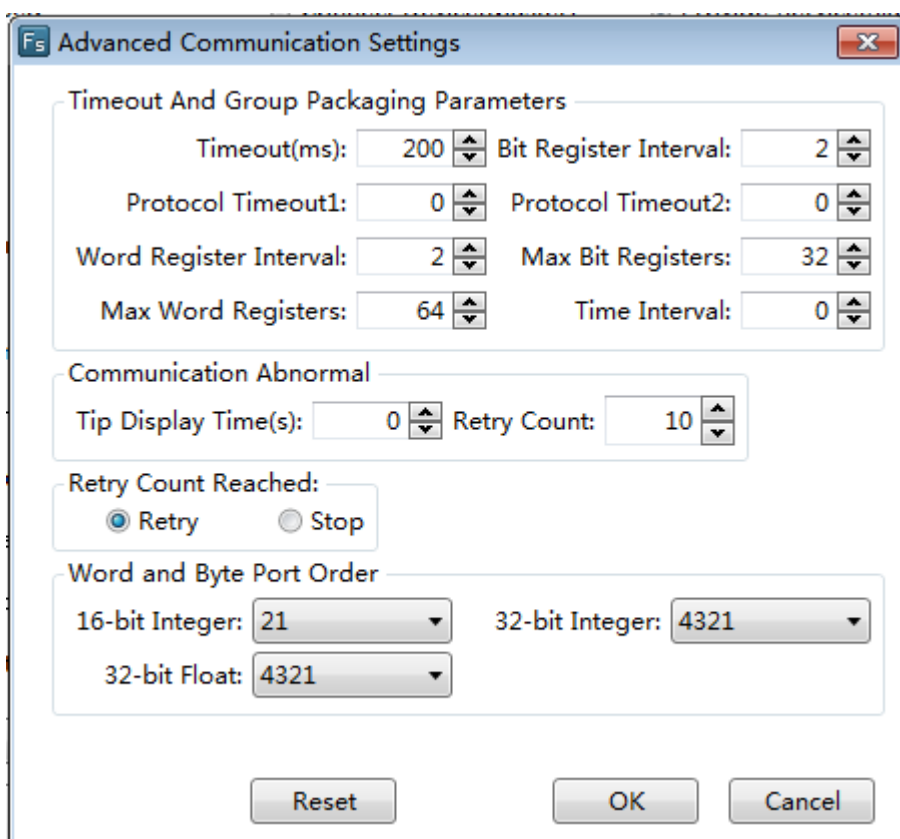 Fs Advanced Communication Settings
Timeout And Group Packaging Parameters
Timeout(ms): 200 Bit Register Interval: 2
Protocol Timeout1: 0 Protocol Timeout2: 0
Word Register Interval: 2 Max Bit Registers: 32
Max Word Registers: 64 Time Interval: 0
Communication Abnormal
Tip Display Time(s): 0 Retry Count: 10
Retry Count Reached:
Retry Stop
Word and Byte Port Order
16-bit Integer: 21 32-bit Integer: 4321
32-bit Float: 4321
Reset OK Cancel